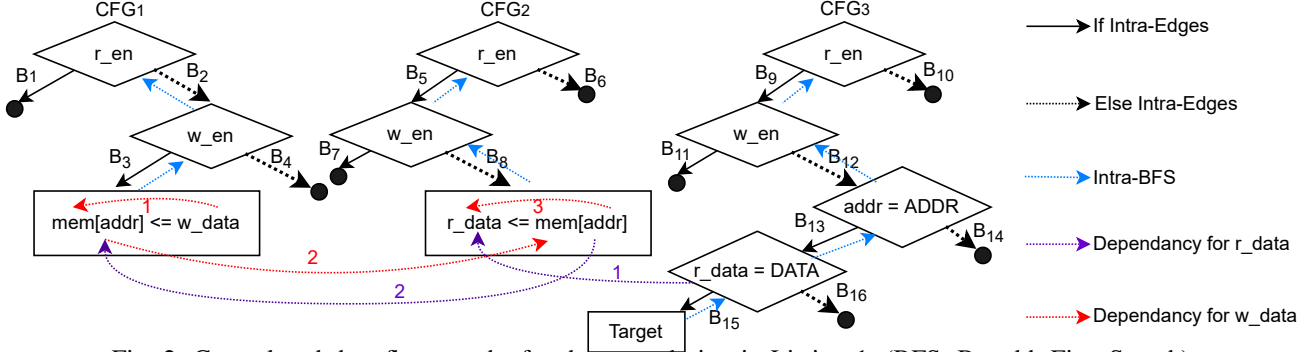 CFG1
CFG2
CFG3
r_en
r_en
r_en
If Intra-Edges
B1
B2
B5
B6
B9
B10
Else Intra-Edges
w_en
w_en
w_en
B3
B4
B7
B8
B11
B12
Intra-BFS
1
mem[addr] <= w_data
3
r_data <= mem[addr]
addr = ADDR
B13
B14
Dependancy for r_data
2
1
r_data = DATA
2
B16
B15
Target
Dependancy for w_data